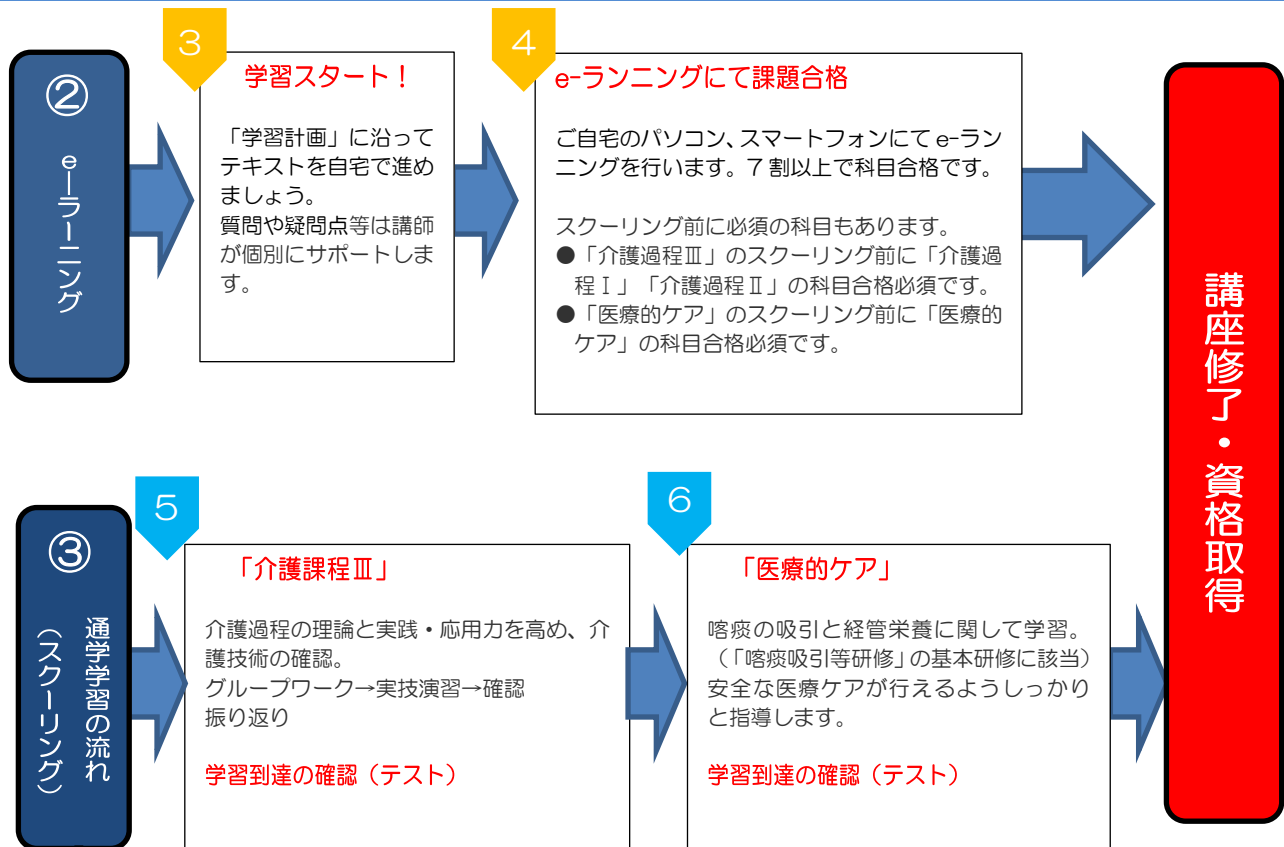 ②
eーラーニング
3
学習スタート！
「学習計画」に沿って
テキストを自宅で進め
ましょう。
質問や疑問点等は講師
が個別にサポートしま
す。
4
e-ランニングにて課題合格
ご自宅のパソコン、スマートフォンにて e-ラン
ニングを行います。7 割以上で科目合格です。
スクーリング前に必須の科目もあります。
●「介護過程Ⅲ」のスクーリング前に「介護過
程Ⅰ」「介護過程Ⅱ」の科目合格必須です。
●「医療的ケア」のスクーリング前に「医療的
ケア」の科目合格必須です。
③
通学学習の流れ
（スクーリング）
5
「介護課程Ⅲ」
介護過程の理論と実践・応用力を高め、介
護技術の確認。
グループワーク→実技演習→確認
振り返り
学習到達の確認（テスト）
6
「医療的ケア」
喀痰の吸引と経管栄養に関して学習。
（「喀痰吸引等研修」の基本研修に該当）
安全な医療ケアが行えるようしっかり
と指導します。
学習到達の確認（テスト）
講座修了・資格取得